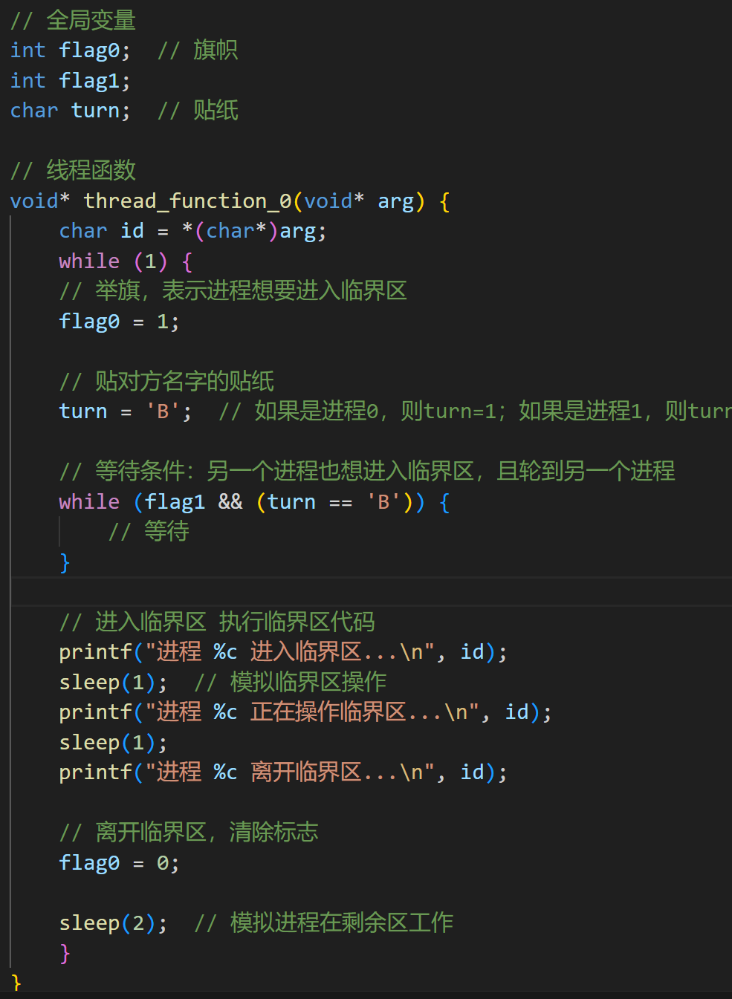 // 全局变量
int flag0;  // 旗帜
int flag1;
char turn;  // 贴纸
// 线程函数
void* thread_function_0(void* arg) {
char id = *(char*)arg;
while (1) {
// 举旗，表示进程想要进入临界区
flag0 = 1;
// 贴对方名字的贴纸
turn = 'B';  // 如果是进程0，则turn=1；如果是进程1，则turn
// 等待条件：另一个进程也想进入临界区，且轮到另一个进程
while (flag1 && (turn == 'B')) {
// 等待
}
// 进入临界区 执行临界区代码
printf("进程 %c 进入临界区...\n", id);
sleep(1);  // 模拟临界区操作
printf("进程 %c 正在操作临界区...\n", id);
sleep(1);
printf("进程 %c 离开临界区...\n", id);
// 离开临界区，清除标志
flag0 = 0;
sleep(2);  // 模拟进程在剩余区工作
}
}